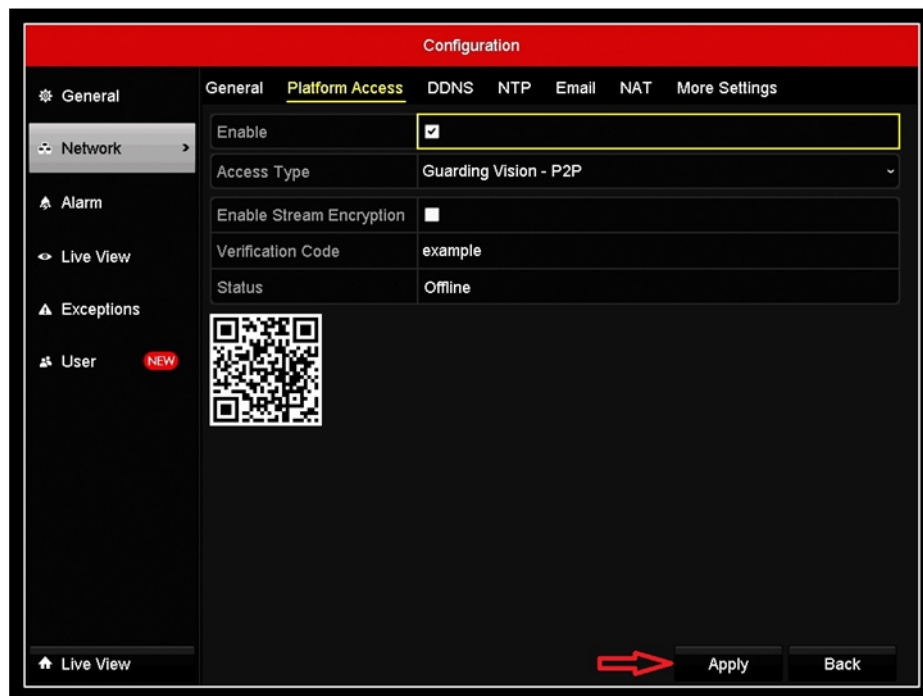 Configuration
General
Network
Alarm
Live View
Exceptions
User NEW
Live View
General Platform Access DDNS NTP Email NAT More Settings
Enable
Access Type Guarding Vision - P2P
Enable Stream Encryption
Verification Code example
Status Offline
Apply Back